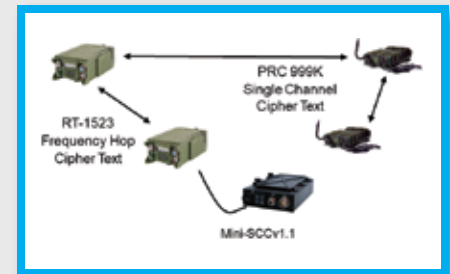 PRC 999K
Single Channel
Cipher Text
RT-1523
Frequency Hop
Cipher Text
Mini-SCCv1.1